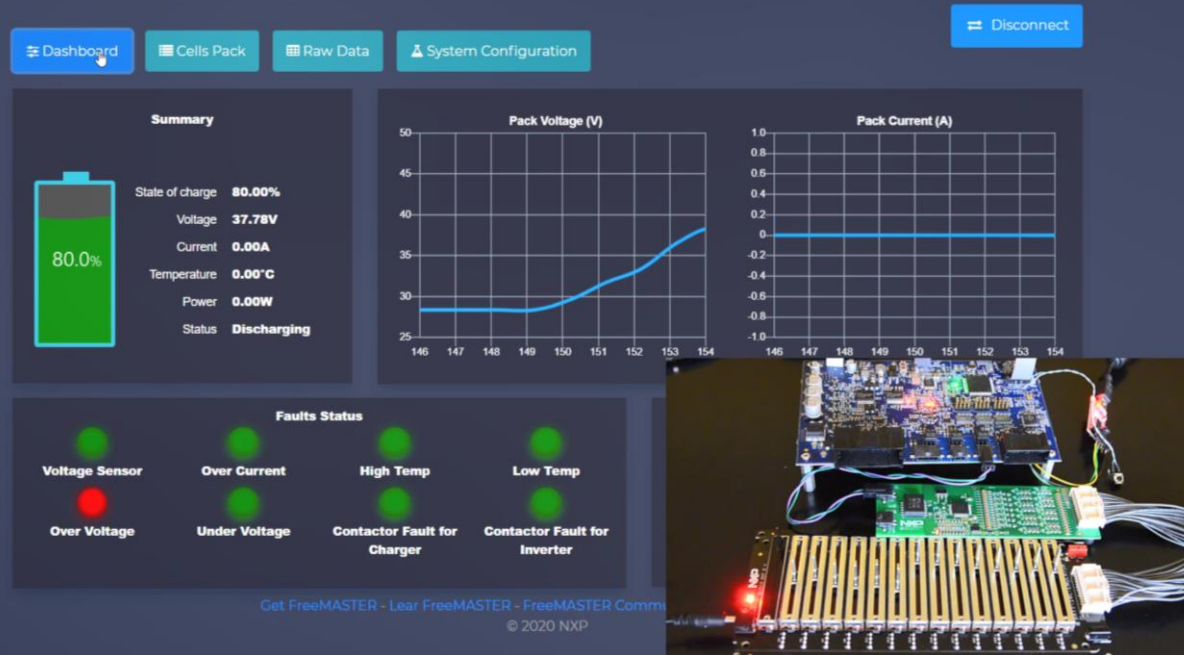 Dashboard
Cells Pack
Raw Data
System Configuration
Disconnect
Summary
80.0%
State of charge 80.00%
Voltage 37.78V
Current 0.00A
Temperature 0.00°C
Power 0.00W
Status Discharging
Pack Voltage (V)
50
45
40
35
30
25
146 147 148 149 150 151 152 153 154
Pack Current (A)
1.0
0.8
0.6
0.4
0.2
0
-0.2
-0.4
-0.6
-0.8
-1.0
146 147 148 149 150 151 152 153 154
Faults Status
Voltage Sensor
Over Current
High Temp
Low Temp
Over Voltage
Under Voltage
Contactor Fault for
Charger
Contactor Fault for
Inverter
Get FreeMASTER - Lear FreeMASTER - FreeMASTER Commu
© 2020 NXP
NXP
NXP